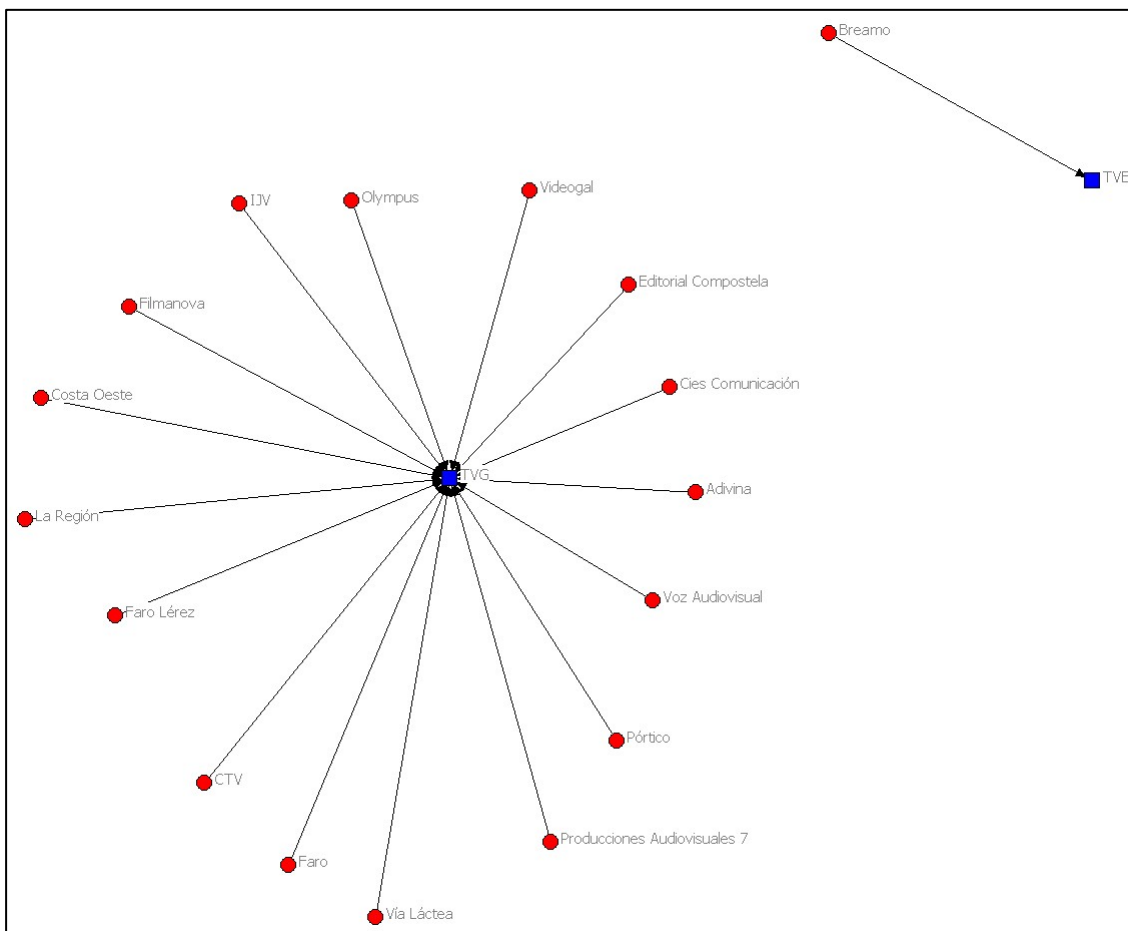 Breamo
TVE
Videogal
Olympus
IJV
Editorial Compostela
Filmanova
Cies Comunicación
Costa Oeste
TVG
Adivina
La Región
Voz Audiovisual
Faro Lérez
Pórtico
CTV
Producciones Audiovisuales 7
Faro
Vía Láctea